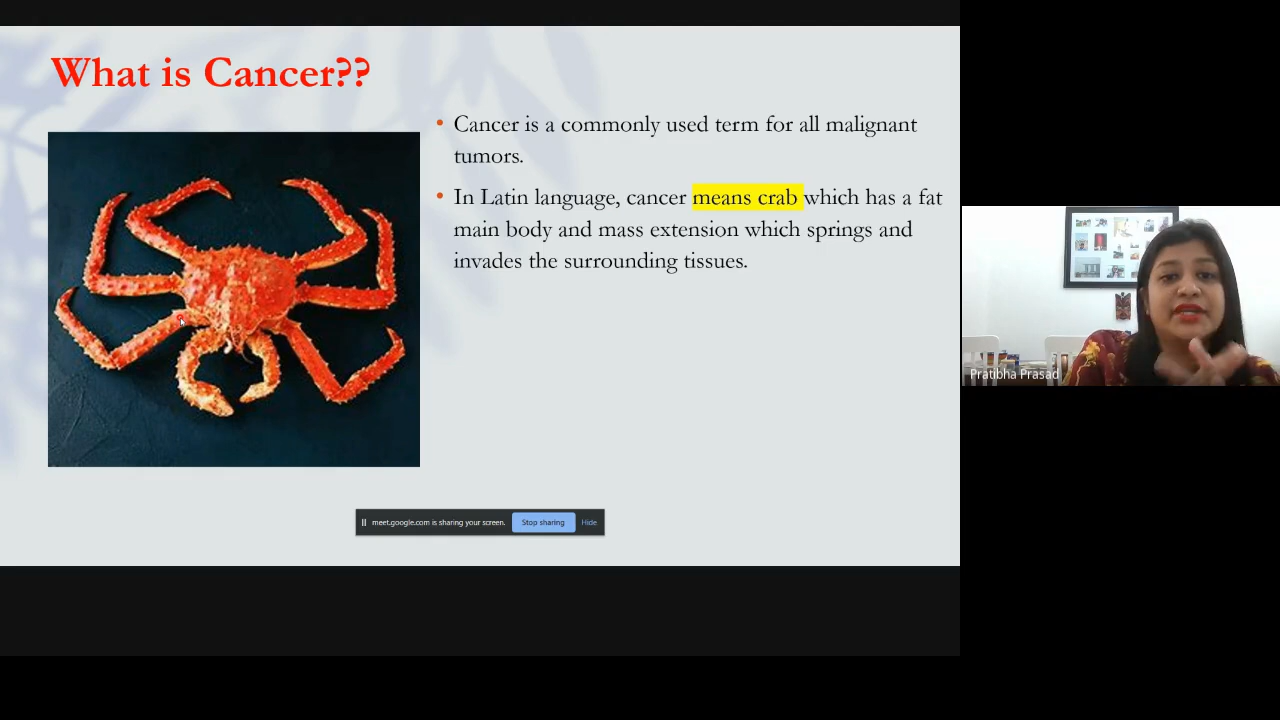 What is Cancer??
• Cancer is a commonly used term for all malignant
tumors.
• In Latin language, cancer means crab which has a fat
main body and mass extension which springs and
invades the surrounding tissues.
meet.google.com is sharing your screen. Stop sharing Hide
Pratibha Prasad